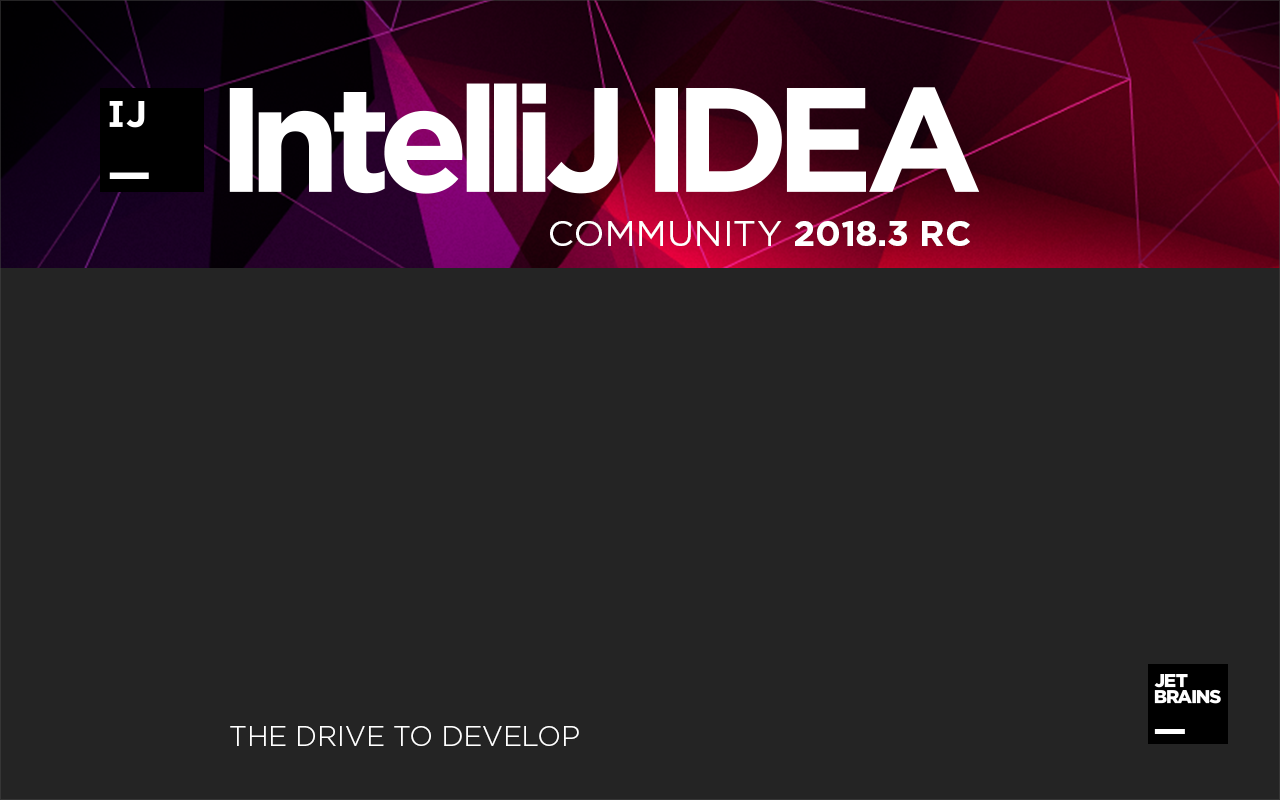 IJ
IntelliJ IDEA
COMMUNITY 2018.3 RC
JET
BRAINS
THE DRIVE TO DEVELOP